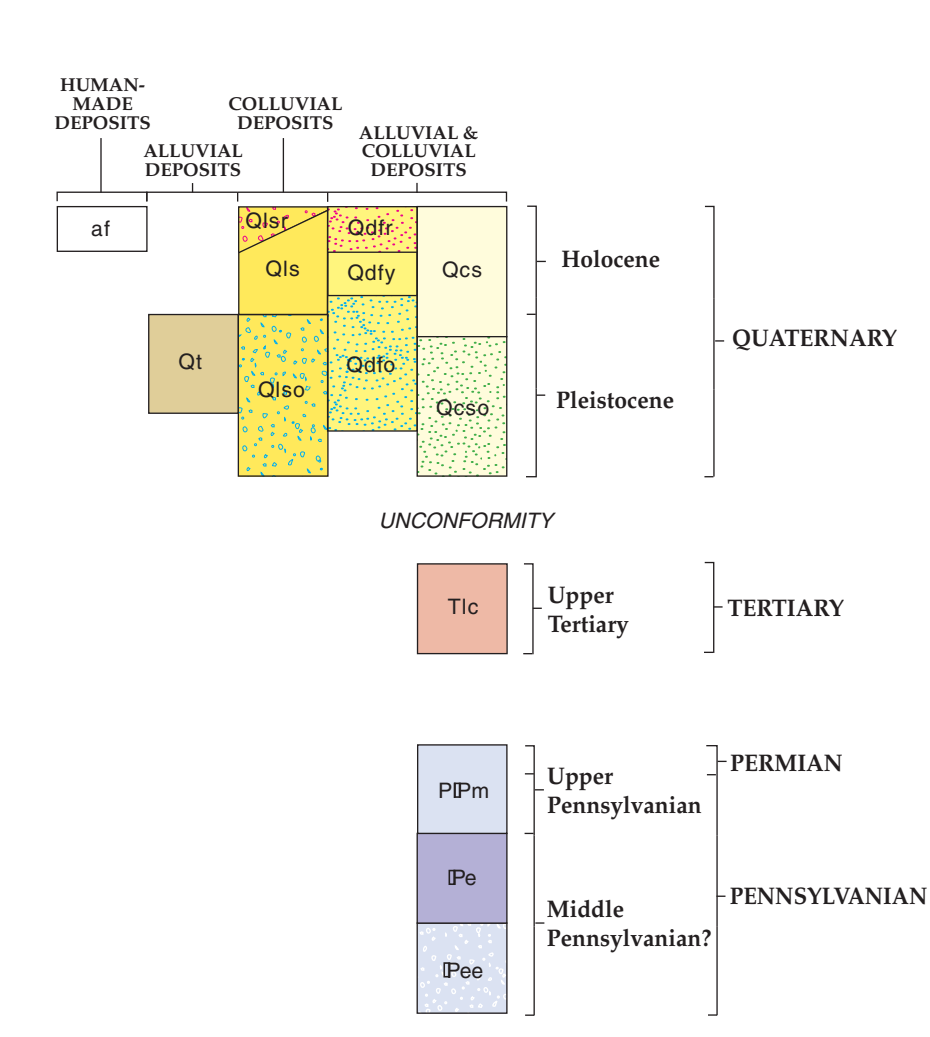 HUMAN-
MADE
DEPOSITS
ALLUVIAL
DEPOSITS
COLLUVIAL
DEPOSITS
ALLUVIAL &
COLLUVIAL
DEPOSITS
af
Qlsr
Qdfr
Qls
Qdfy
Qcs
Holocene
Qt
Qlso
Qdfo
Qcso
Pleistocene
QUATERNARY
UNCONFORMITY
Tlc
Upper
Tertiary
TERTIARY
P▯Pm
Upper
Pennsylvanian
PERMIAN
▯Pe
▯Pee
Middle
Pennsylvanian?
PENNSYLVANIAN